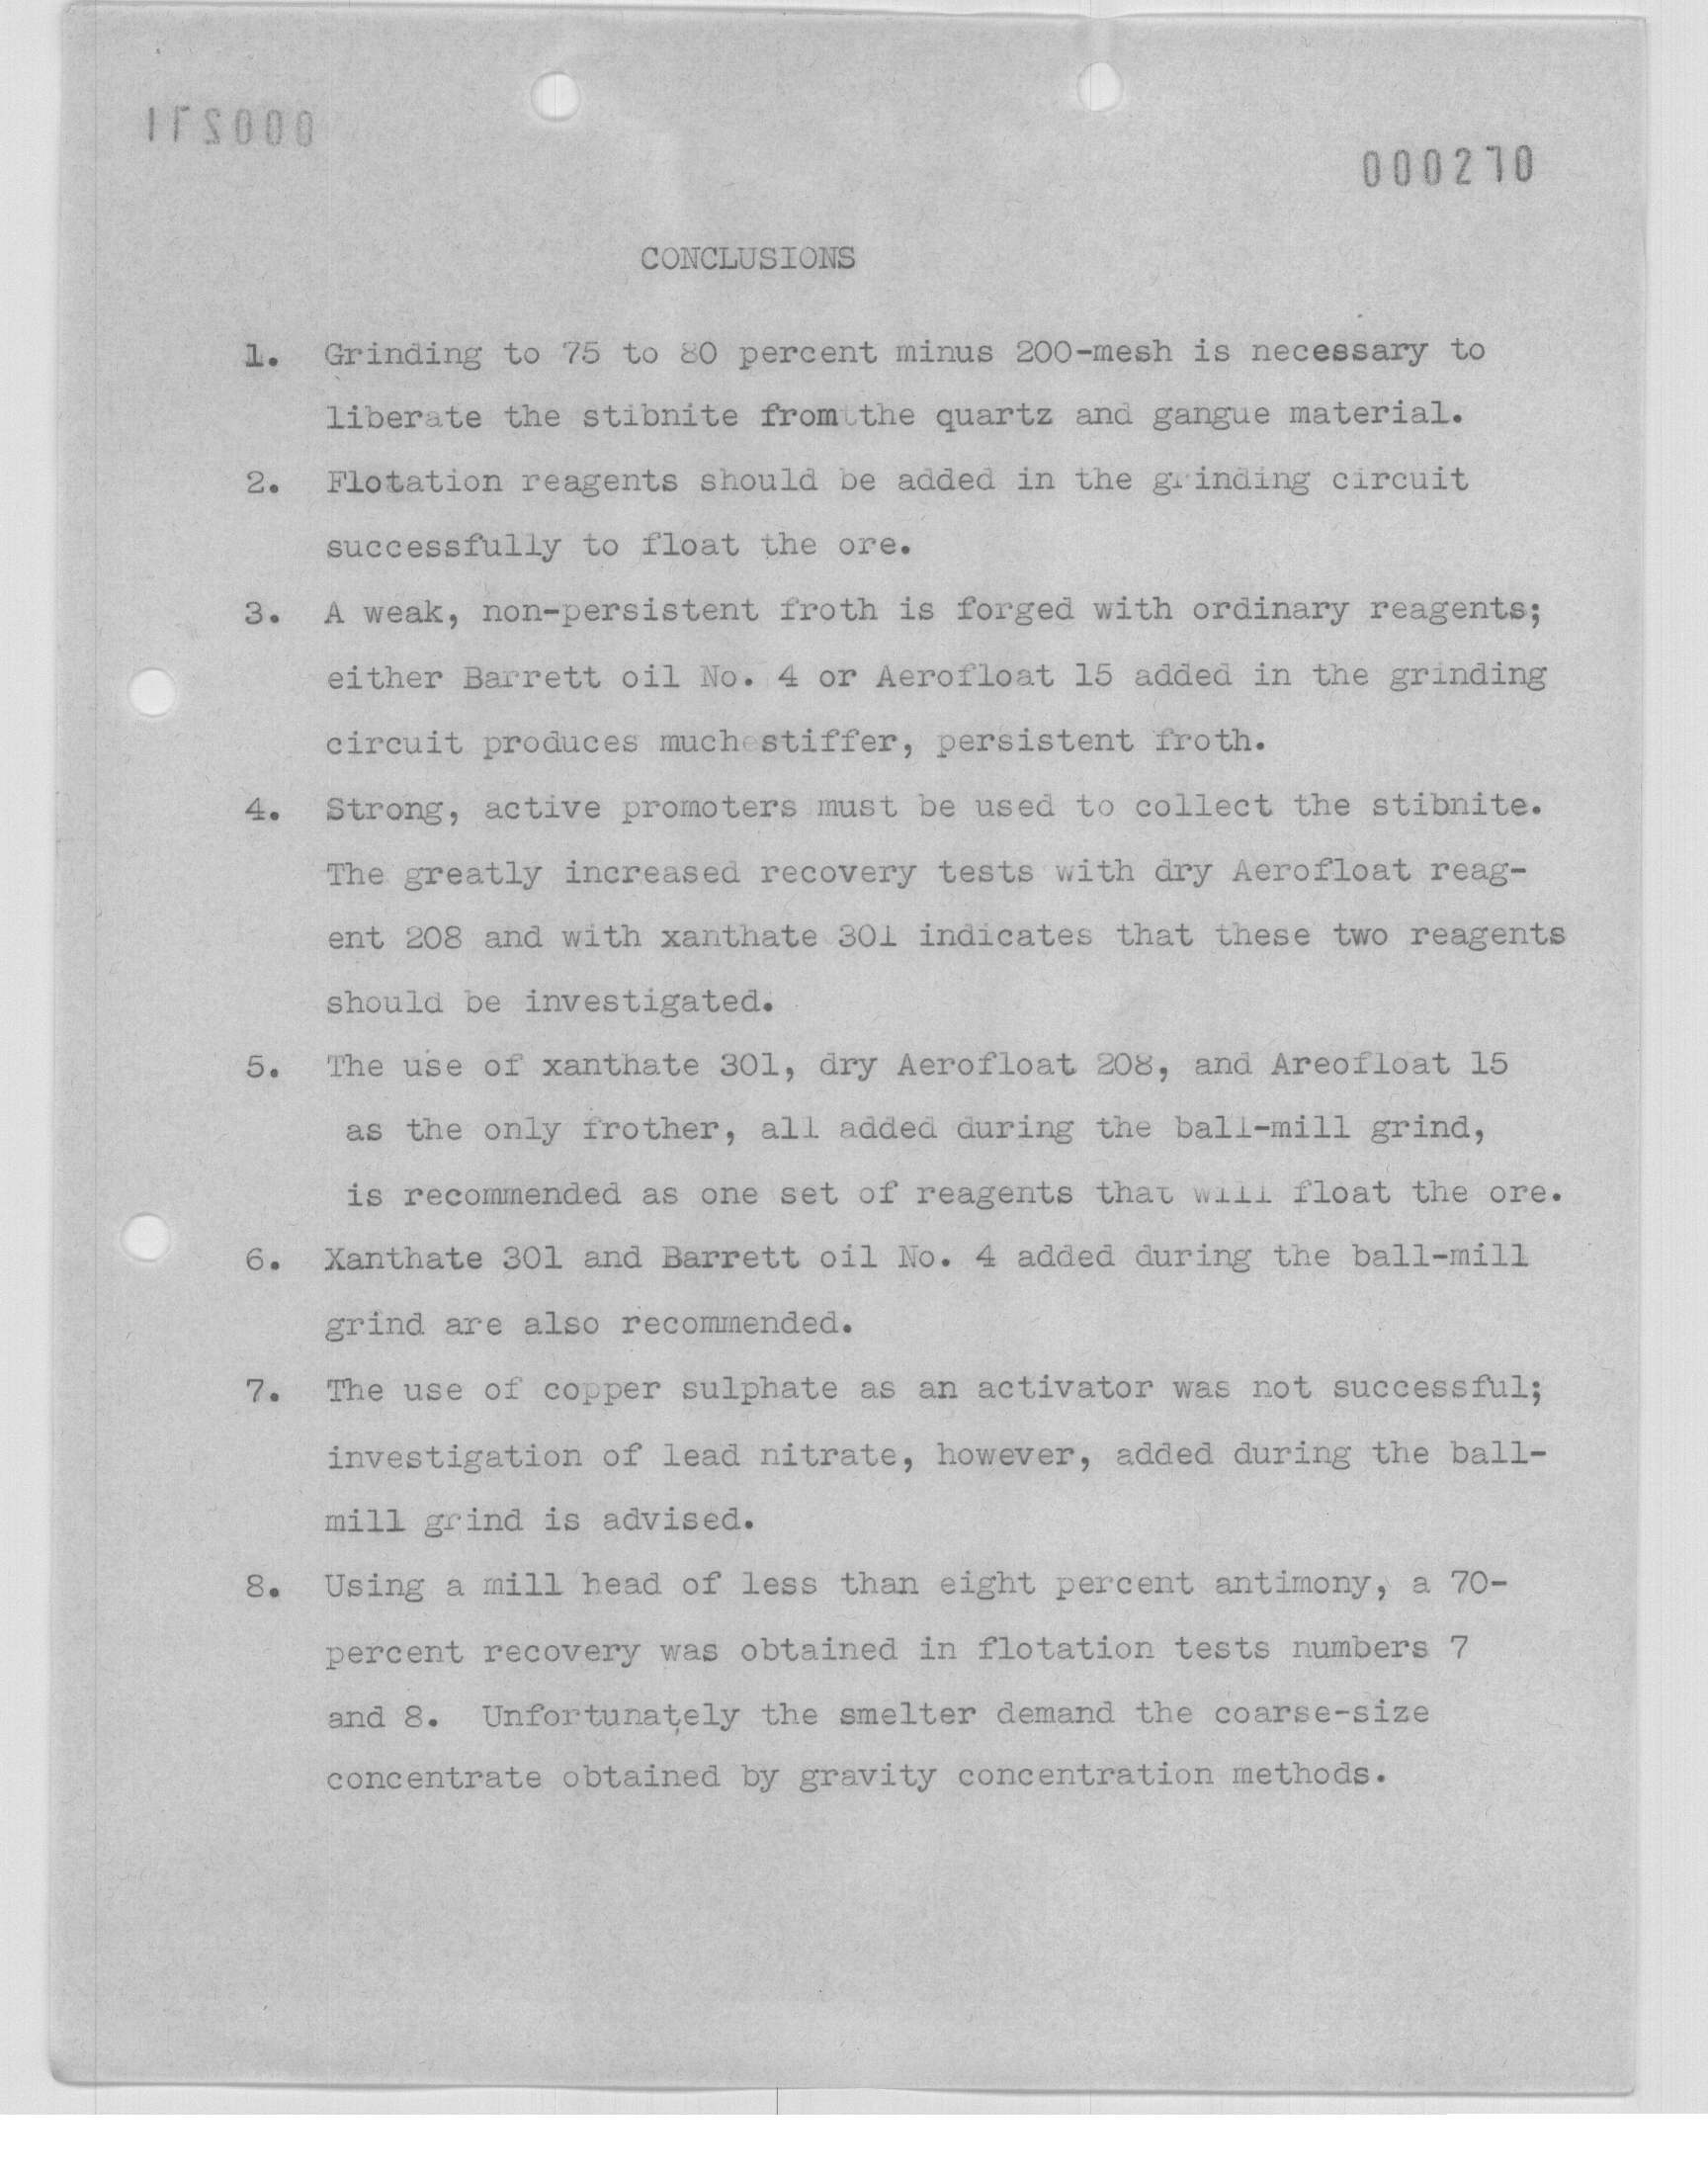 000271
000270
CONCLUSIONS
1. Grinding to 75 to 80 percent minus 200-mesh is necessary to
liberate the stibnite from the quartz and gangue material.
2. Flotation reagents should be added in the grinding circuit
successfully to float the ore.
3. A weak, non-persistent froth is forged with ordinary reagents;
either Barrett oil No. 4 or Aerofloat 15 added in the grinding
circuit produces much stiffer, persistent froth.
4. Strong, active promoters must be used to collect the stibnite.
The greatly increased recovery tests with dry Aerofloat reag-
ent 208 and with xanthate 301 indicates that these two reagents
should be investigated.
5. The use of xanthate 301, dry Aerofloat 208, and Areofloat 15
as the only frother, all added during the ball-mill grind,
is recommended as one set of reagents that will float the ore.
6. Xanthate 301 and Barrett oil No. 4 added during the ball-mill
grind are also recommended.
7. The use of copper sulphate as an activator was not successful;
investigation of lead nitrate, however, added during the ball-
mill grind is advised.
8. Using a mill head of less than eight percent antimony, a 70-
percent recovery was obtained in flotation tests numbers 7
and 8. Unfortunately the smelter demand the coarse-size
concentrate obtained by gravity concentration methods.